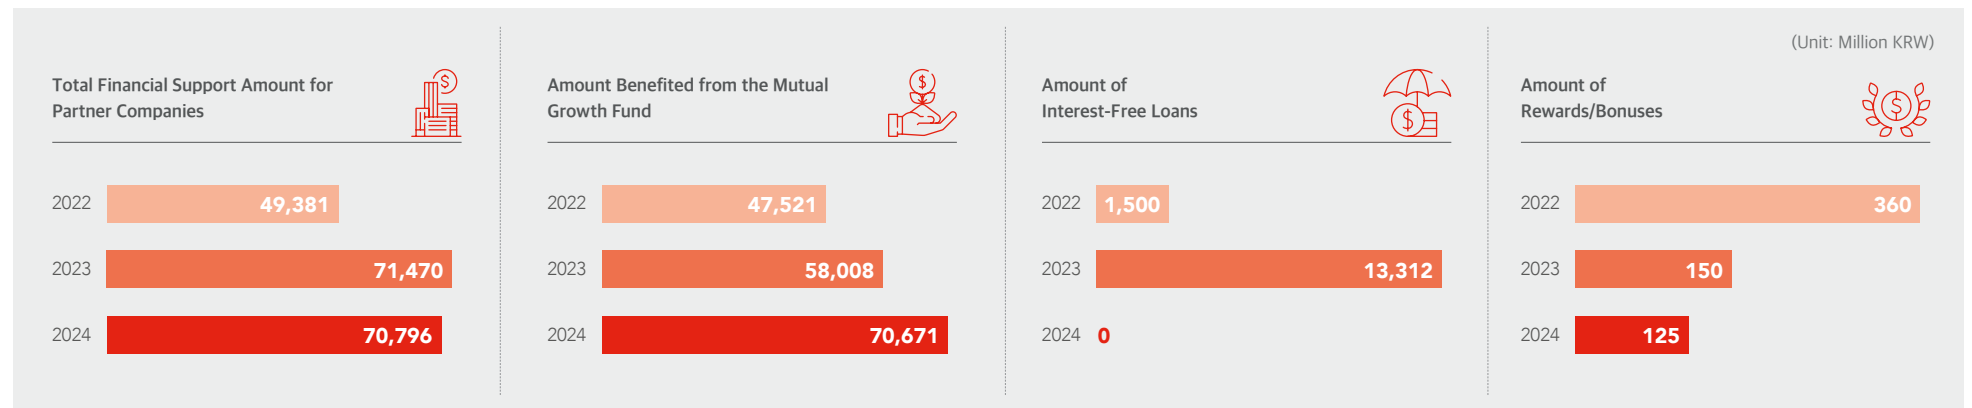 (Unit: Million KRW)
Total Financial Support Amount for
Partner Companies
$
2022 49,381
2023 71,470
2024 70,796
Amount Benefited from the Mutual
Growth Fund
$
2022 47,521
2023 58,008
2024 70,671
Amount of
Interest-Free Loans
$
2022 1,500
2023 13,312
2024 0
Amount of
Rewards/Bonuses
$
2022 360
2023 150
2024 125